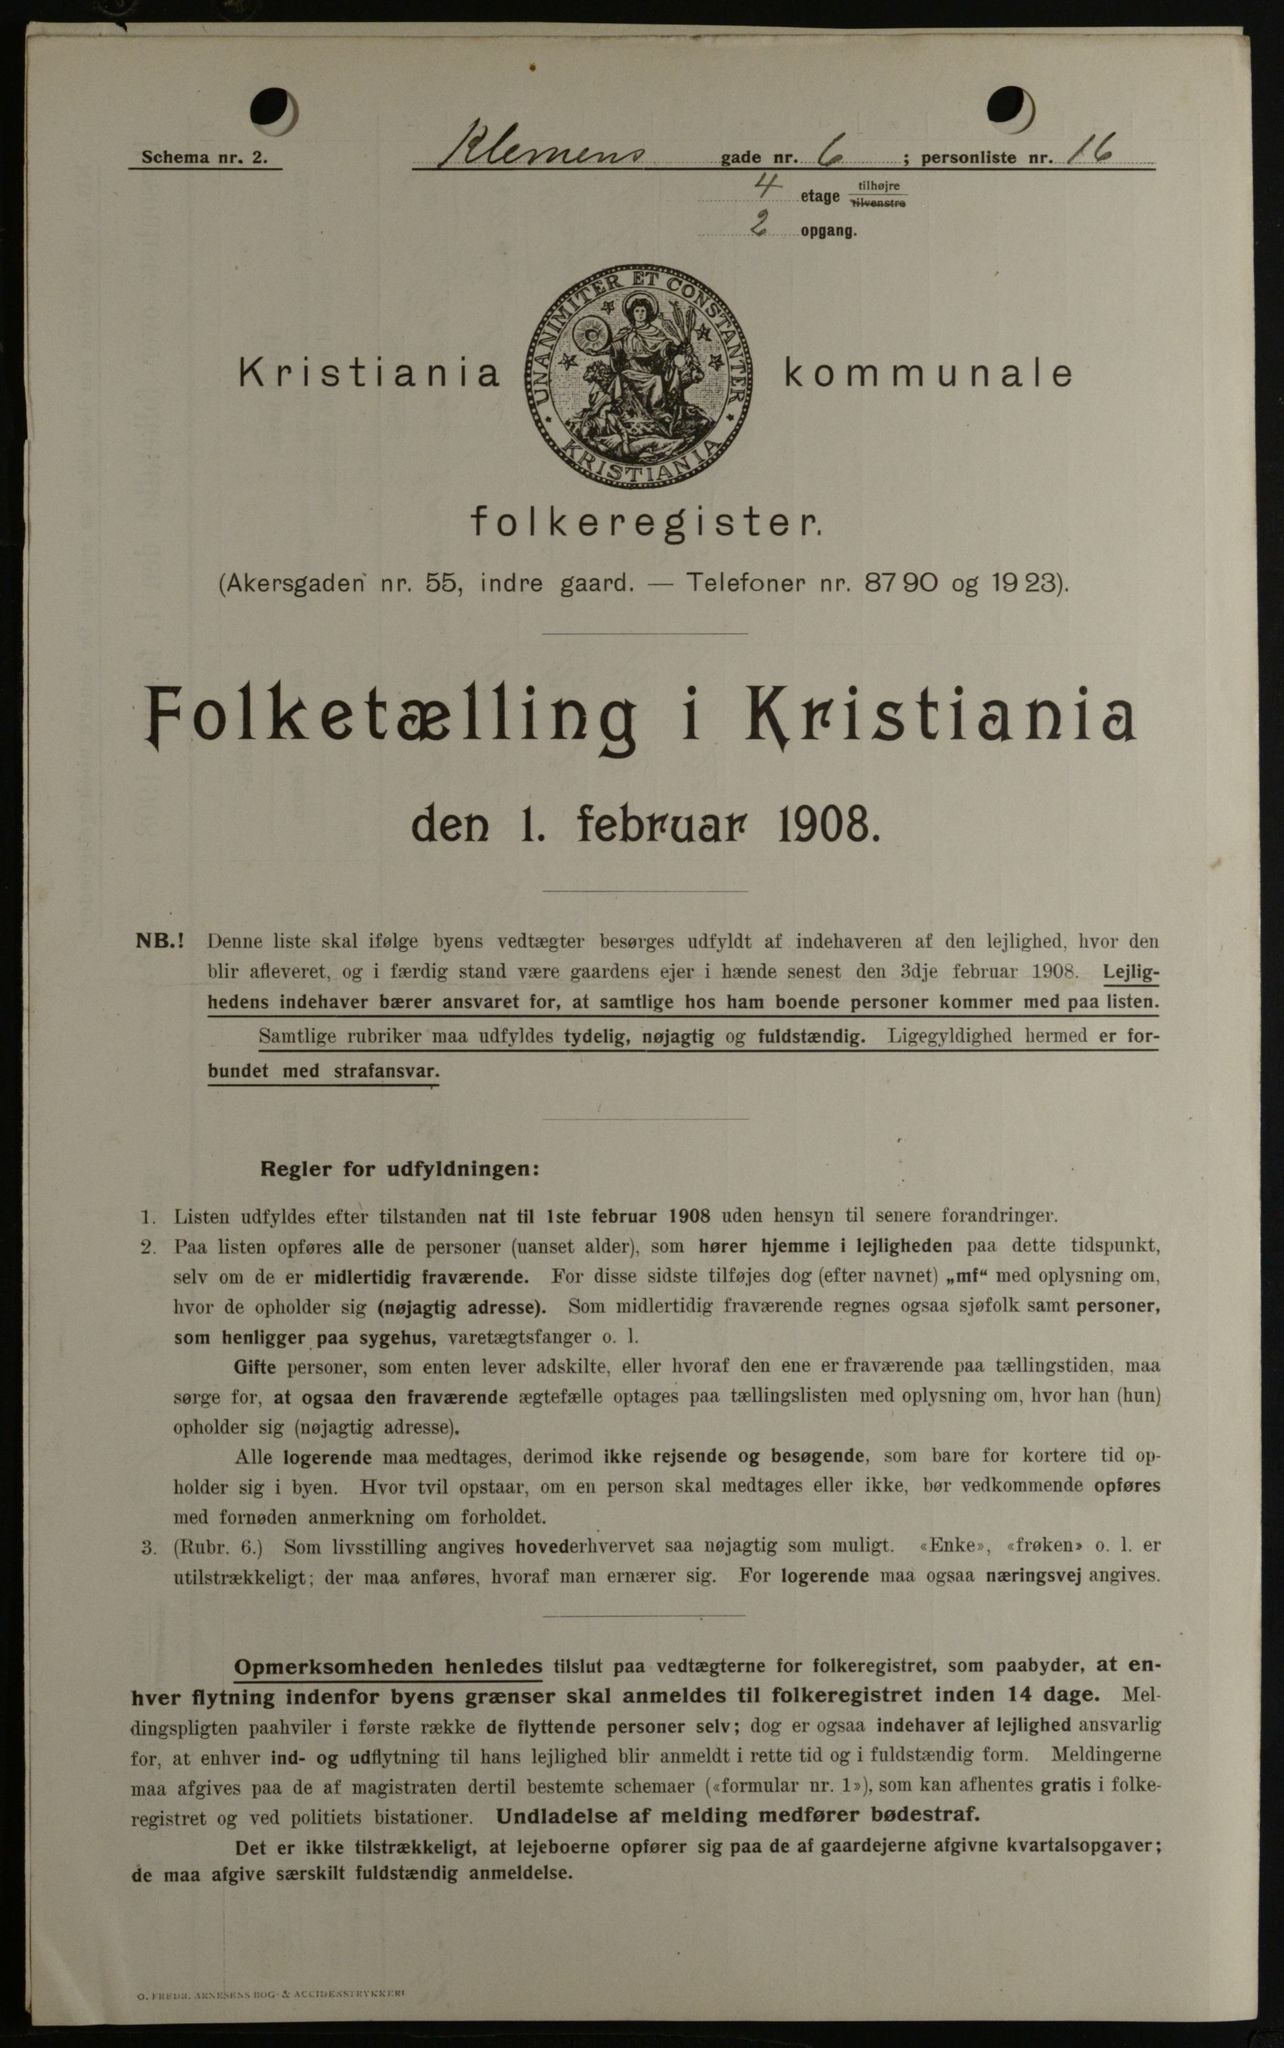 Schema nr. 2. Klemens gade nr. 6 ; personliste nr. 16
4 etage tilhøjre tilvenstre
2 opgang.
UNANIMITER ET CONSTANTER
KRISTIANIA
Kristiania kommunale
folkeregister.
(Akersgaden nr. 55, indre gaard. — Telefoner nr. 8790 og 1923).
Folketælling i Kristiania
den 1. februar 1908.
NB.! Denne liste skal ifølge byens vedtægter besørges udfyldt af indehaveren af den lejlighed, hvor den
blir afleveret, og i færdig stand være gaardens ejer i hænde senest den 3dje februar 1908. Lejlig-
hedens indehaver bærer ansvaret for, at samtlige hos ham boende personer kommer med paa listen.
Samtlige rubriker maa udfyldes tydelig, nøjagtig og fuldstændig. Ligegyldighed hermed er for-
bundet med strafansvar.
Regler for udfyldningen:
1. Listen udfyldes efter tilstanden nat til 1ste februar 1908 uden hensyn til senere forandringer.
2. Paa listen opføres alle de personer (uanset alder), som hører hjemme i lejligheden paa dette tidspunkt,
selv om de er midlertidig fraværende. For disse sidste tilføjes dog (efter navnet) „mf“ med oplysning om,
hvor de opholder sig (nøjagtig adresse). Som midlertidig fraværende regnes ogsaa sjøfolk samt personer,
som henligger paa sygehus, varetægtsfanger o. l.
Gifte personer, som enten lever adskilte, eller hvoraf den ene er fraværende paa tællingstiden, maa
sørge for, at ogsaa den fraværende ægtefælle optages paa tællingslisten med oplysning om, hvor han (hun)
opholder sig (nøjagtig adresse).
Alle logerende maa medtages, derimod ikke rejsende og besøgende, som bare for kortere tid op-
holder sig i byen. Hvor tvil opstaar, om en person skal medtages eller ikke, bør vedkommende opføres
med fornøden anmerkning om forholdet.
3. (Rubr. 6.) Som livsstilling angives hovederhvervet saa nøjagtig som muligt. «Enke», «frøken» o. l. er
utilstrækkeligt; der maa anføres, hvoraf man ernærer sig. For logerende maa ogsaa næringsvej angives.
Opmerksomheden henledes tilslut paa vedtægterne for folkeregistret, som paabyder, at en-
hver flytning indenfor byens grænser skal anmeldes til folkeregistret inden 14 dage. Mel-
dingspligten paahviler i første række de flyttende personer selv; dog er ogsaa indehaver af lejlighed ansvarlig
for, at enhver ind- og udflytning til hans lejlighed blir anmeldt i rette tid og i fuldstændig form. Meldingerne
maa afgives paa de af magistraten dertil bestemte schemaer («formular nr. 1»), som kan afhentes gratis i folke-
registret og ved politiets bistationer. Undladelse af melding medfører bødestraf.
Det er ikke tilstrækkeligt, at lejeboerne opfører sig paa de af gaardejerne afgivne kvartalsopgaver;
de maa afgive særskilt fuldstændig anmeldelse.
O. FREDR. ARNESENS BOG- & ACCIDENSTRYKKERI